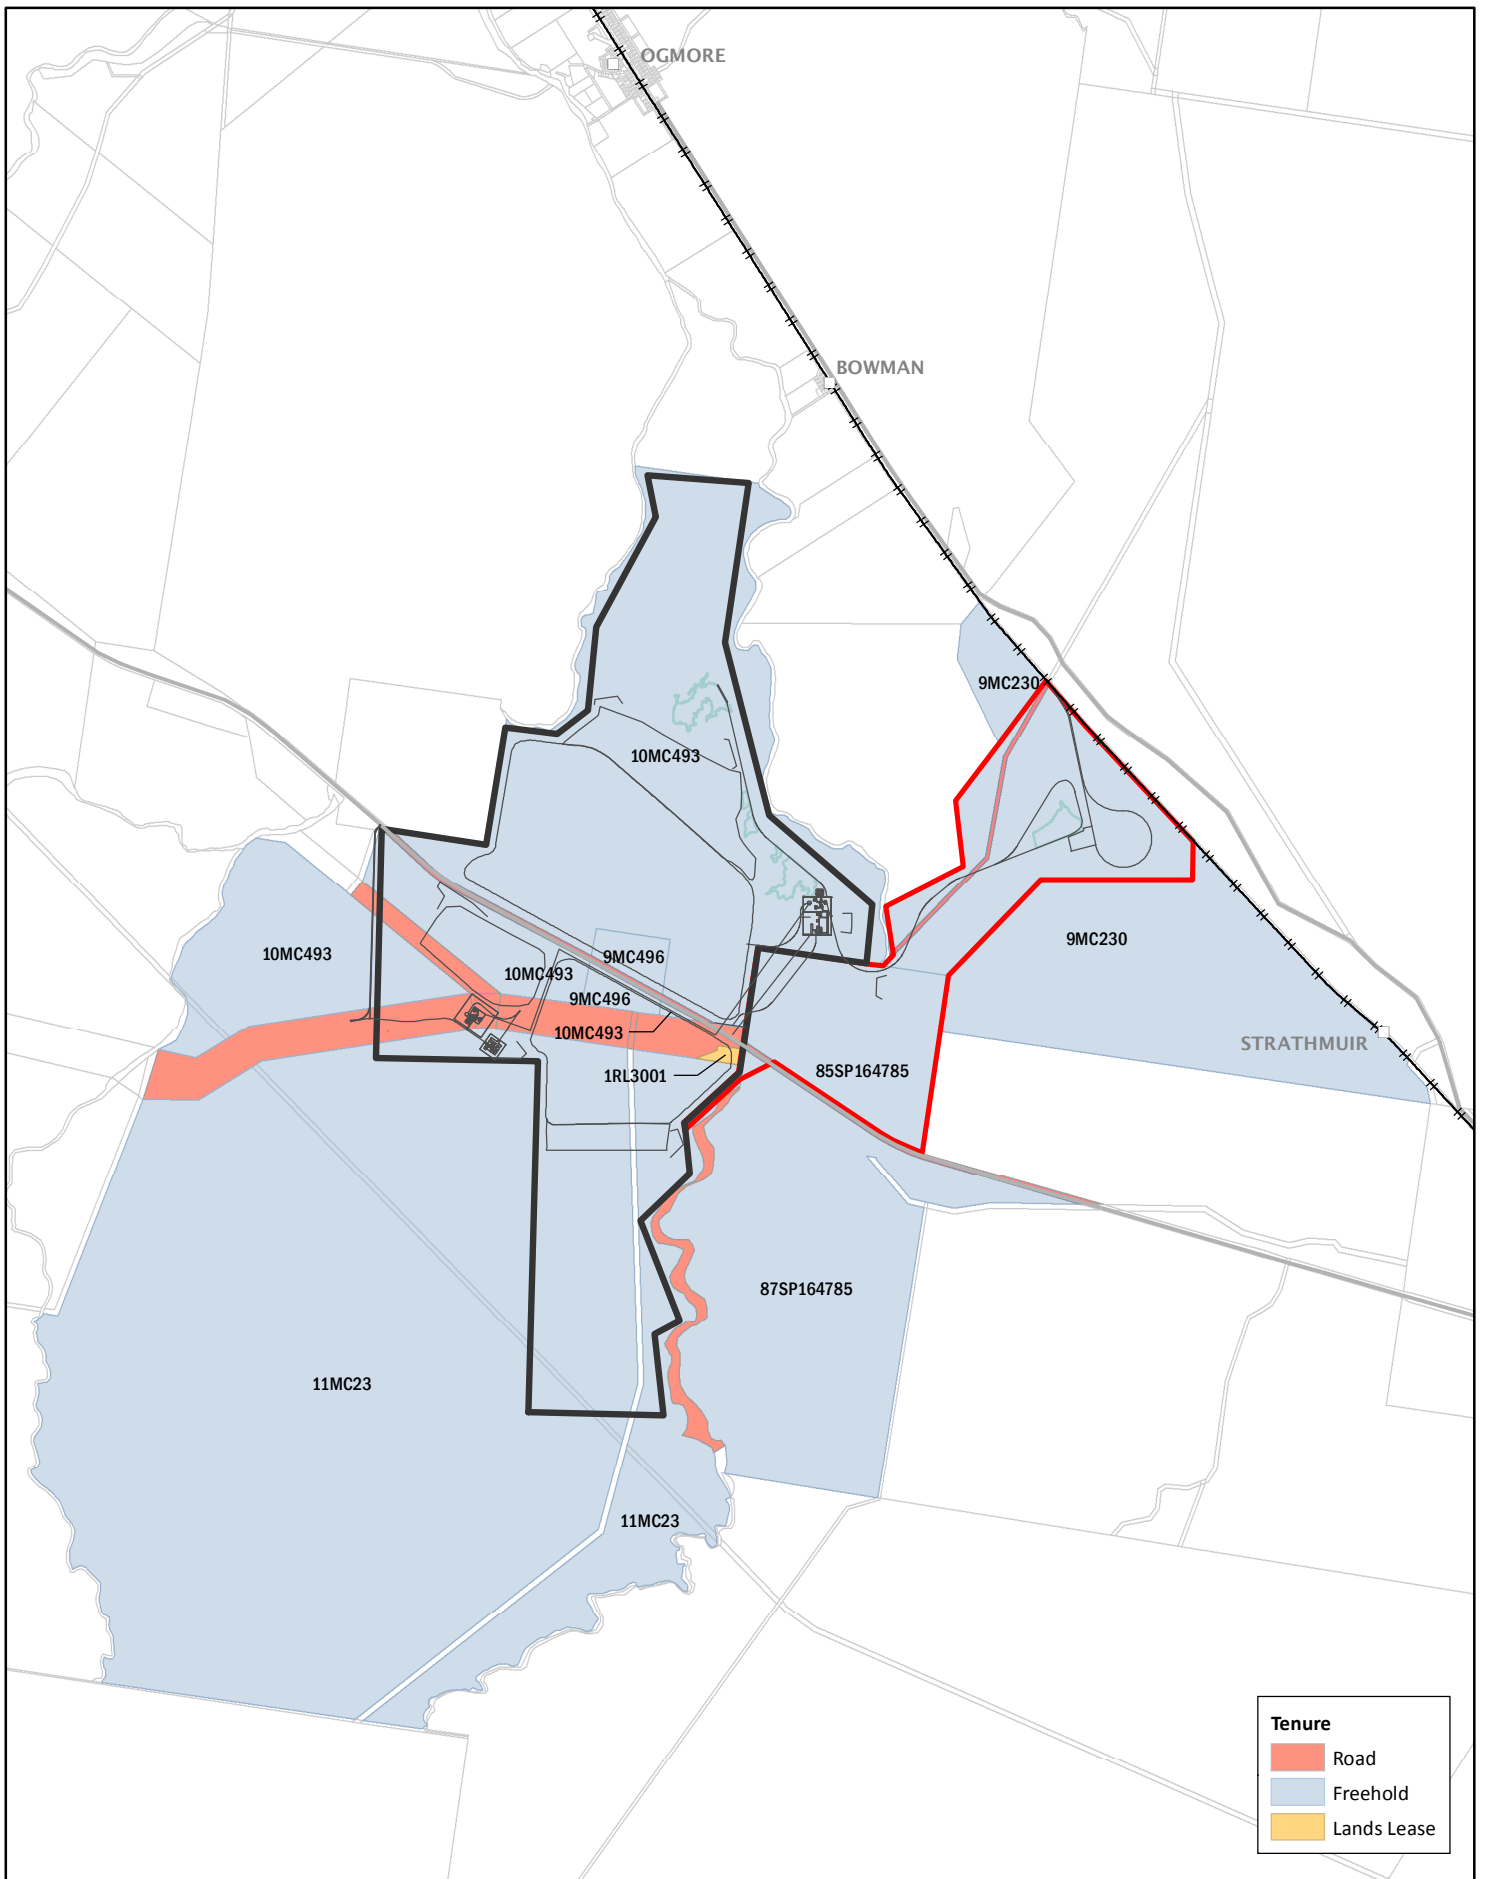 OGMORE
BOWMAN
9MC230
10MC493
9MC230
10MC493
9MC496
10MC493
9MC496
10MC493
STRATHMUIR
1RL3001
85SP164785
87SP164785
11MC23
11MC23
Tenure
Road
Freehold
Lands Lease